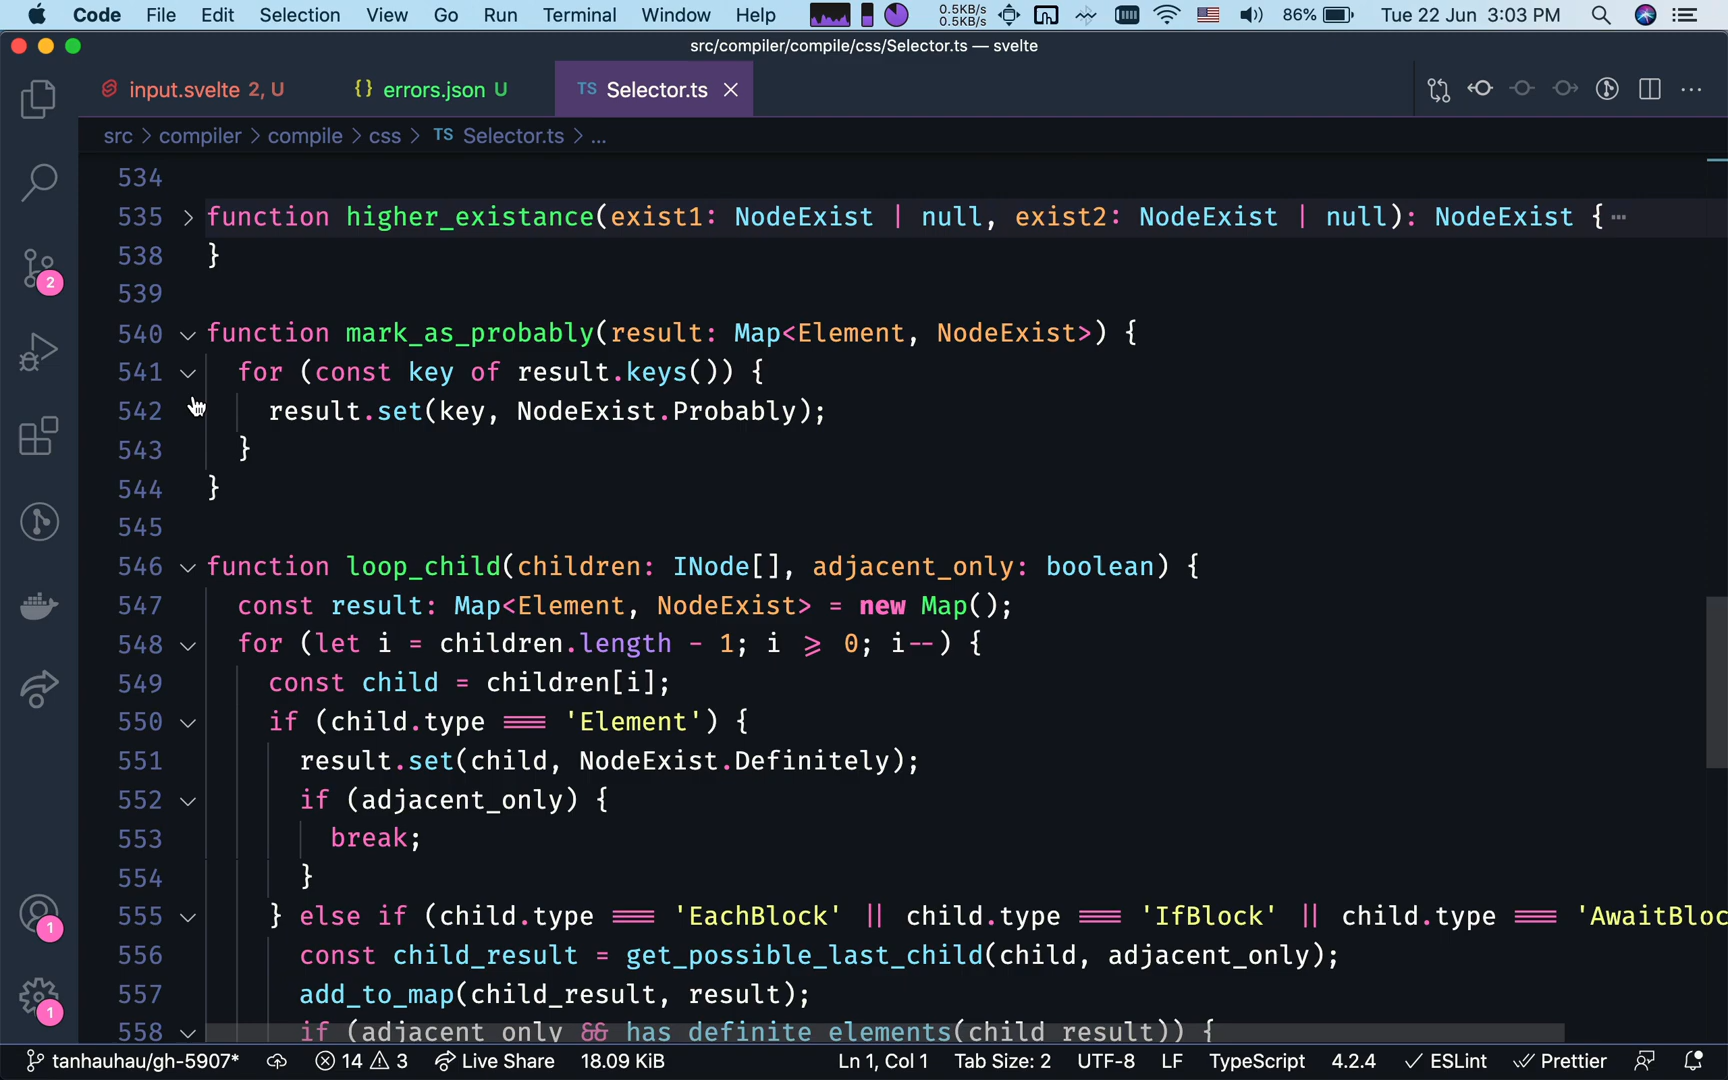 Code File Edit Selection View Go Run Terminal Window Help 0.5KB/s 0.5KB/s 86% Tue 22 Jun 3:03 PM
src/compiler/compile/css/Selector.ts — svelte
input.svelte 2, U {} errors.json U TS Selector.ts
src > compiler > compile > css > TS Selector.ts > ...
534
535 function higher_existance(exist1: NodeExist | null, exist2: NodeExist | null): NodeExist {…
538 }
539
540 function mark_as_probably(result: Map<Element, NodeExist>) {
541 for (const key of result.keys()) {
542 result.set(key, NodeExist.Probably);
543 }
544 }
545
546 function loop_child(children: INode[], adjacent_only: boolean) {
547 const result: Map<Element, NodeExist> = new Map();
548 for (let i = children.length - 1; i >= 0; i--) {
549 const child = children[i];
550 if (child.type === 'Element') {
551 result.set(child, NodeExist.Definitely);
552 if (adjacent_only) {
553 break;
554 }
555 } else if (child.type === 'EachBlock' || child.type === 'IfBlock' || child.type === 'AwaitBloc
556 const child_result = get_possible_last_child(child, adjacent_only);
557 add_to_map(child_result, result);
558 if (adjacent_only && has_definite_elements(child_result)) {
2
1
1
tanhauhau/gh-5907* 14 3 Live Share 18.09 KiB Ln 1, Col 1 Tab Size: 2 UTF-8 LF TypeScript 4.2.4 ESLint Prettier